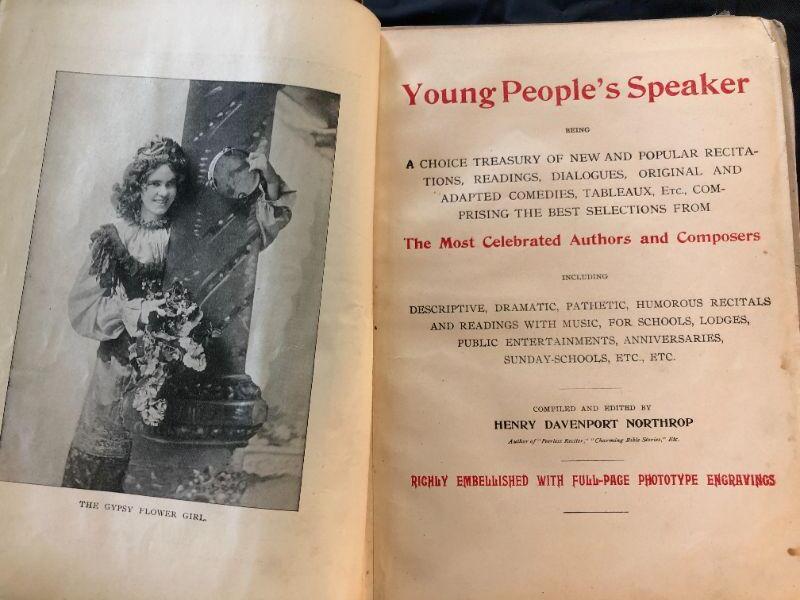 THE GYPSY FLOWER GIRL.
Young People's Speaker
BEING
A CHOICE TREASURY OF NEW AND POPULAR RECITA-
TIONS, READINGS, DIALOGUES, ORIGINAL AND
ADAPTED COMEDIES, TABLEAUX, ETC., COM-
PRISING THE BEST SELECTIONS FROM
The Most Celebrated Authors and Composers
INCLUDING
DESCRIPTIVE, DRAMATIC, PATHETIC, HUMOROUS RECITALS
AND READINGS WITH MUSIC, FOR SCHOOLS, LODGES,
PUBLIC ENTERTAINMENTS, ANNIVERSARIES,
SUNDAY-SCHOOLS, ETC., ETC.
COMPILED AND EDITED BY
HENRY DAVENPORT NORTHROP
Author of "Peerless Reciter," "Charming Bible Stories," Etc.
RICHLY EMBELLISHED WITH FULL-PAGE PHOTOTYPE ENGRAVINGS